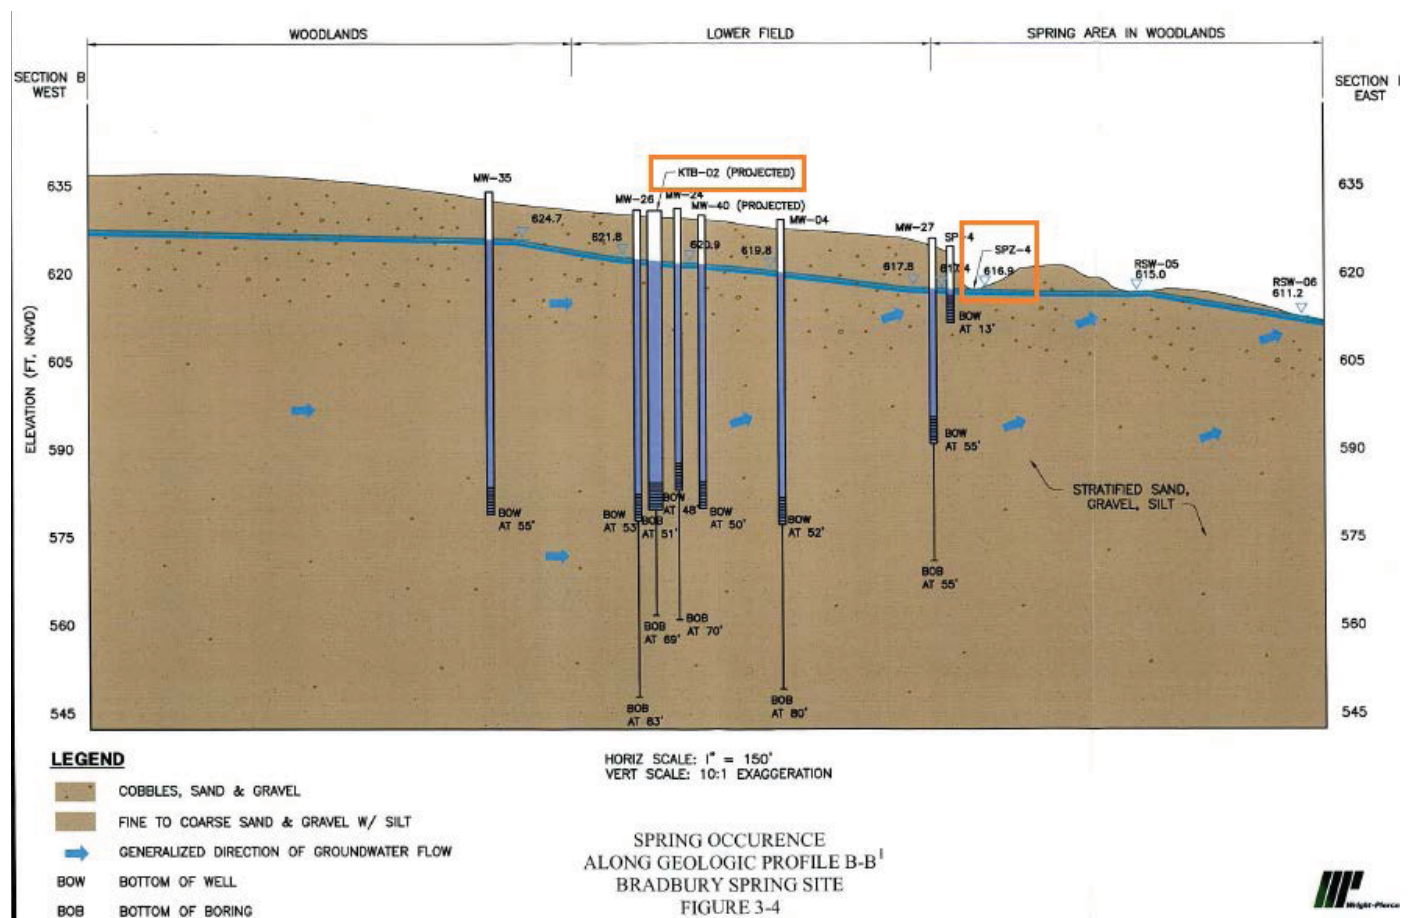 WOODLANDS
LOWER FIELD
SPRING AREA IN WOODLANDS
SECTION B
WEST
SECTION
EAST
635
620
605
590
575
560
545
ELEVATION (FT, NGVD)
635
620
605
590
575
560
545
MW-35
KTB-02 (PROJECTED)
MW-26
MW-24
MW-40 (PROJECTED)
MW-04
MW-27
SPZ-4
RSW-05
615.0
RSW-06
611.2
624.7
621.8
620.9
619.8
617.8
616.9
BOW
AT 55'
BOW
AT 53'
BOB
AT 51'
BOW
AT 48'
BOW
AT 50'
BOW
AT 52'
BOW
AT 55'
BOW
AT 13'
BOB
AT 83'
BOB
AT 69'
BOB
AT 70'
BOB
AT 80'
BOB
AT 55'
STRATIFIED SAND,
GRAVEL, SILT
LEGEND
COBBLES, SAND & GRAVEL
FINE TO COARSE SAND & GRAVEL W/ SILT
GENERALIZED DIRECTION OF GROUNDWATER FLOW
BOW BOTTOM OF WELL
BOB BOTTOM OF BORING
HORIZ SCALE: 1" = 150'
VERT SCALE: 10:1 EXAGGERATION
SPRING OCCURENCE
ALONG GEOLOGIC PROFILE B-B'
BRADBURY SPRING SITE
FIGURE 3-4
Wright-Pierce